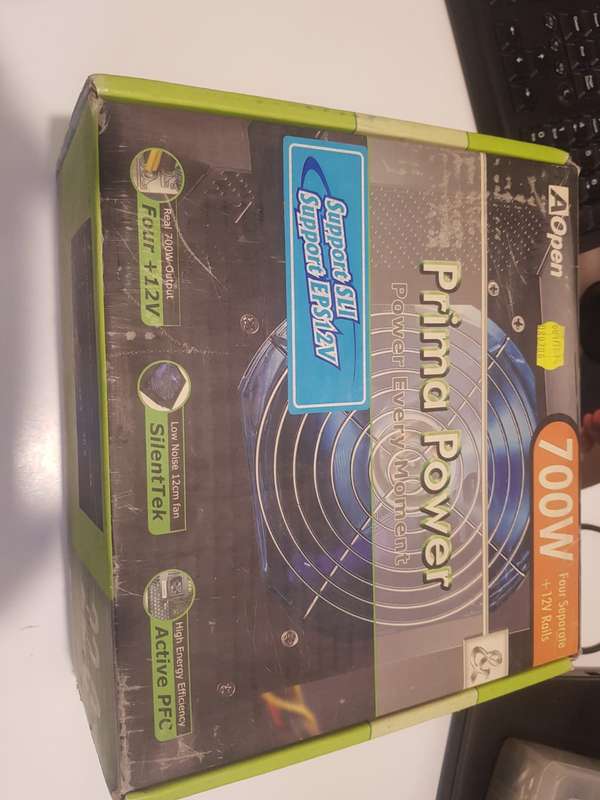 AOpen
700W
Four Separate
+12V Rails
Prima Power
Power Every Moment
Support SLI
Support EPS12V
Real 700W Output
Four +12V
Low Noise 12cm fan
SilentTek
High Energy Efficiency
Active PFC